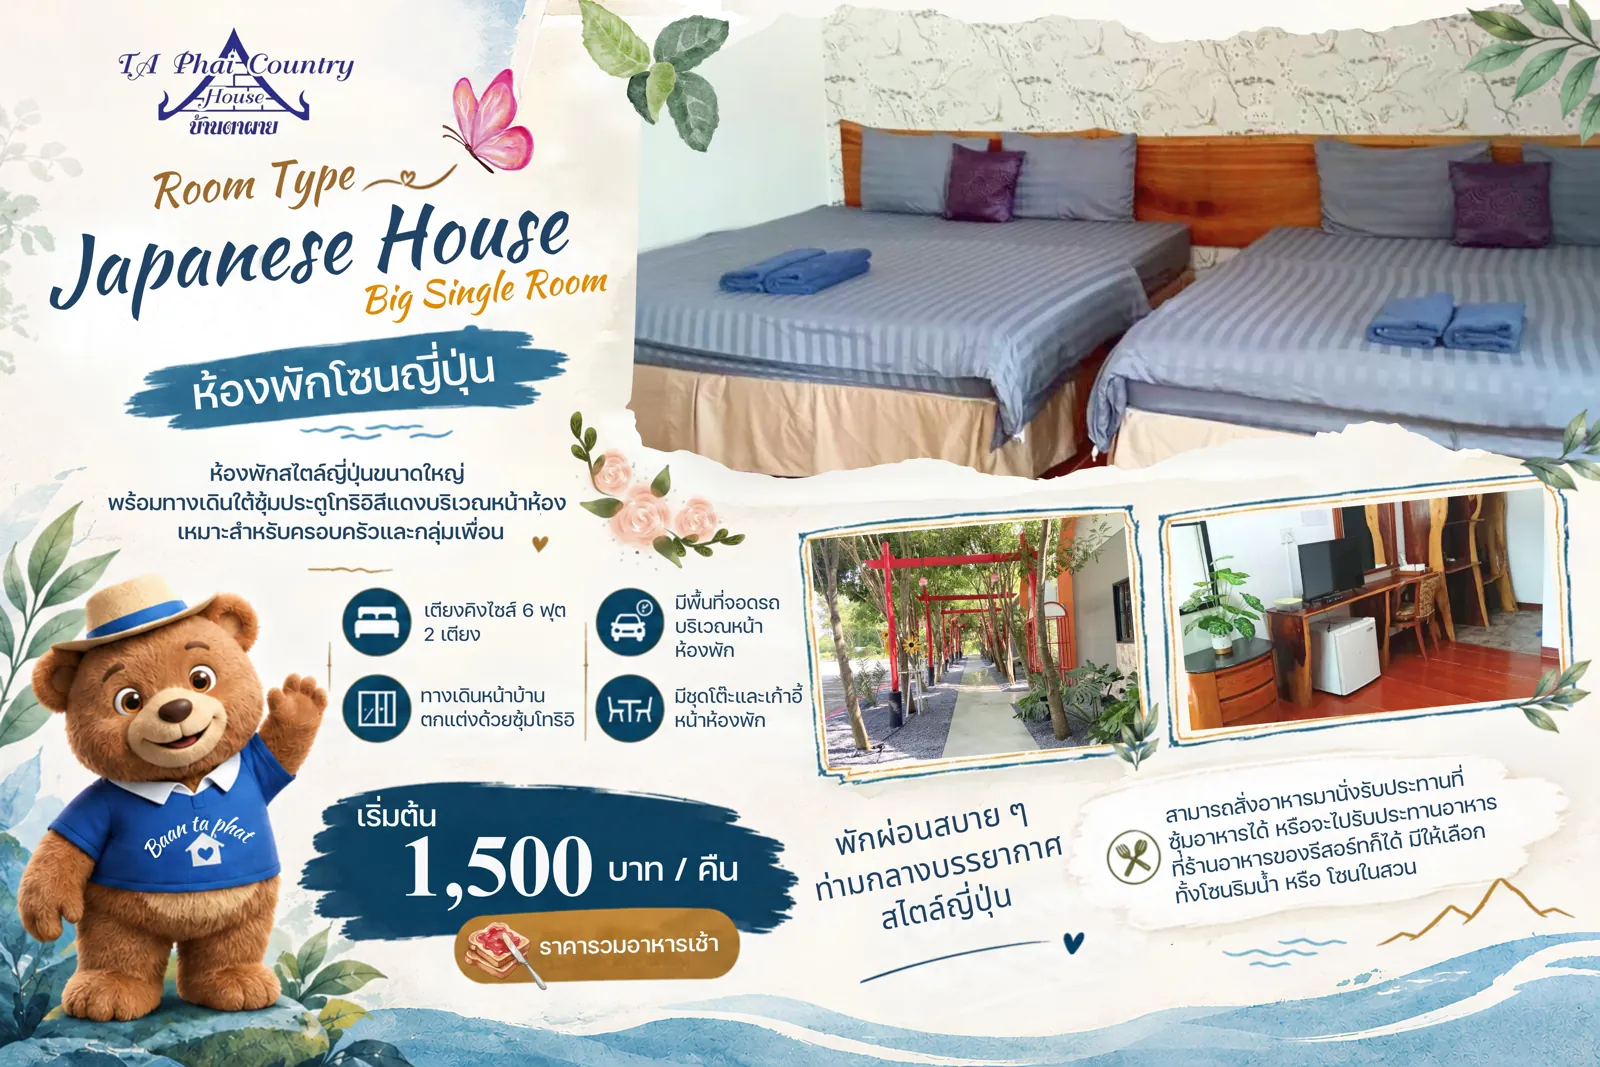 TA Phai Country
House
บ้านตาผาย
Room Type
Japanese House
Big Single Room
ห้องพักโซนญี่ปุ่น
ห้องพักสไตล์ญี่ปุ่นขนาดใหญ่
พร้อมทางเดินใต้ซุ้มประตูโทริอิสีแดงบริเวณหน้าห้อง
เหมาะสำหรับครอบครัวและกลุ่มเพื่อน
เตียงคิงไซส์ 6 ฟุต
2 เตียง
มีพื้นที่จอดรถ
บริเวณหน้า
ห้องพัก
ทางเดินหน้าบ้าน
ตกแต่งด้วยซุ้มโทริอิ
มีชุดโต๊ะและเก้าอี้
หน้าห้องพัก
Baan ta phat
เริ่มต้น
1,500 บาท / คืน
ราคารวมอาหารเช้า
พักผ่อนสบาย ๆ
ท่ามกลางบรรยากาศ
สไตล์ญี่ปุ่น
สามารถสั่งอาหารมานั่งรับประทานที่
ซุ้มอาหารได้ หรือจะไปรับประทานอาหาร
ที่ร้านอาหารของรีสอร์ทก็ได้ มีให้เลือก
ทั้งโซนริมน้ำ หรือ โซนในสวน